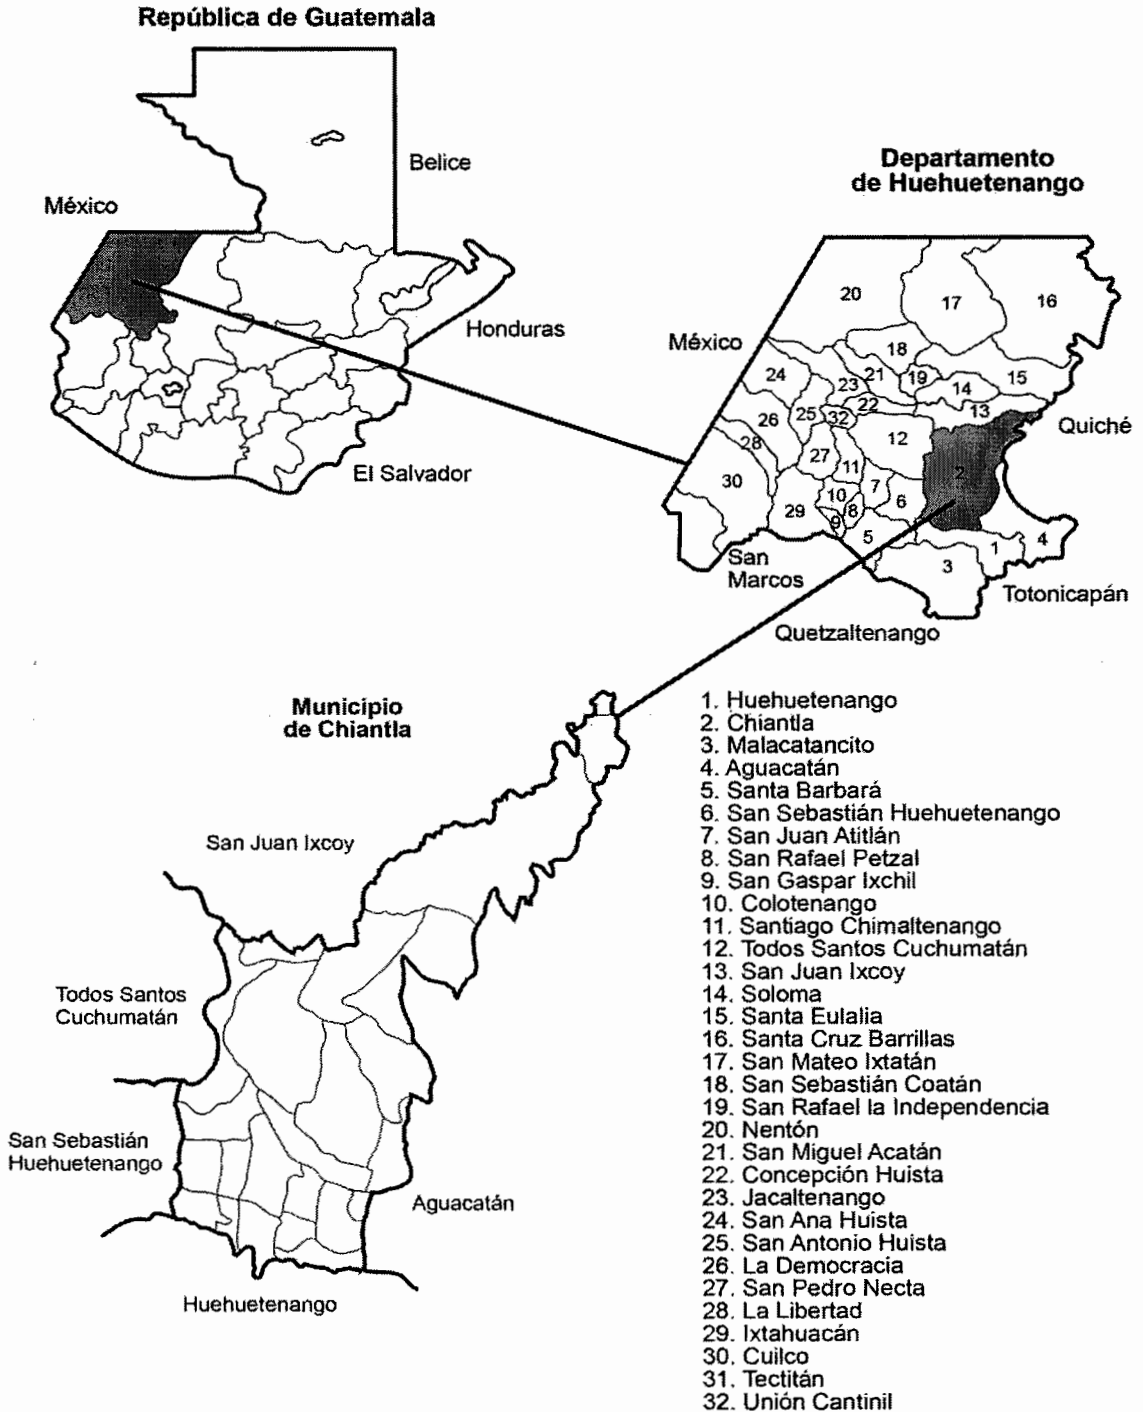 República de Guatemala
Belice
México
Honduras
El Salvador
Departamento
de Huehuetenango
México
20
17
16
18
24
23
21
19
14
15
13
26
25
32
22
12
28
27
11
2
30
10
7
6
29
9
8
5
1
4
3
Quiché
San
Marcos
Totonicapán
Quetzaltenango
Municipio
de Chiantla
San Juan Ixcoy
Todos Santos
Cuchumatán
San Sebastián
Huehuetenango
Aguacatán
Huehuetenango
1. Huehuetenango
2. Chiantla
3. Malacatancito
4. Aguacatán
5. Santa Barbará
6. San Sebastián Huehuetenango
7. San Juan Atitlán
8. San Rafael Petzal
9. San Gaspar Ixchil
10. Colotenango
11. Santiago Chimaltenango
12. Todos Santos Cuchumatán
13. San Juan Ixcoy
14. Soloma
15. Santa Eulalia
16. Santa Cruz Barrillas
17. San Mateo Ixtatán
18. San Sebastián Coatán
19. San Rafael la Independencia
20. Nentón
21. San Miguel Acatán
22. Concepción Huista
23. Jacaltenango
24. San Ana Huista
25. San Antonio Huista
26. La Democracia
27. San Pedro Necta
28. La Libertad
29. Ixtahuacán
30. Cuilco
31. Tectitán
32. Unión Cantinil